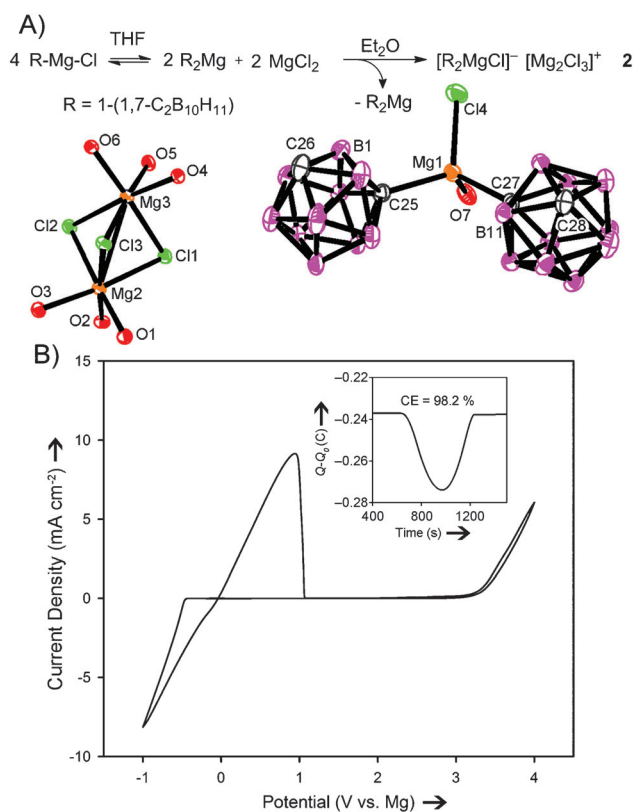 A)
4 R-Mg-Cl THF ⇌ 2 R₂Mg + 2 MgCl₂ Et₂O → - R₂Mg [R₂MgCl]⁻ [Mg₂Cl₃]⁺ 2
R = 1-(1,7-C₂B₁₀H₁₁)
O6 O5 O4
Mg3
Cl2 Cl3 Cl1
Mg2
O3 O2 O1
Cl4
C26 B1 Mg1 C27
C25 O7 B11 C28
B)
15
10
5
0
-5
-10
Current Density (mA cm⁻²) →
-1 0 1 2 3 4
Potential (V vs. Mg) →
−0.22
−0.24
−0.26
−0.28
Q-Q₀ (C) →
CE = 98.2 %
400 800 1200
Time (s) →